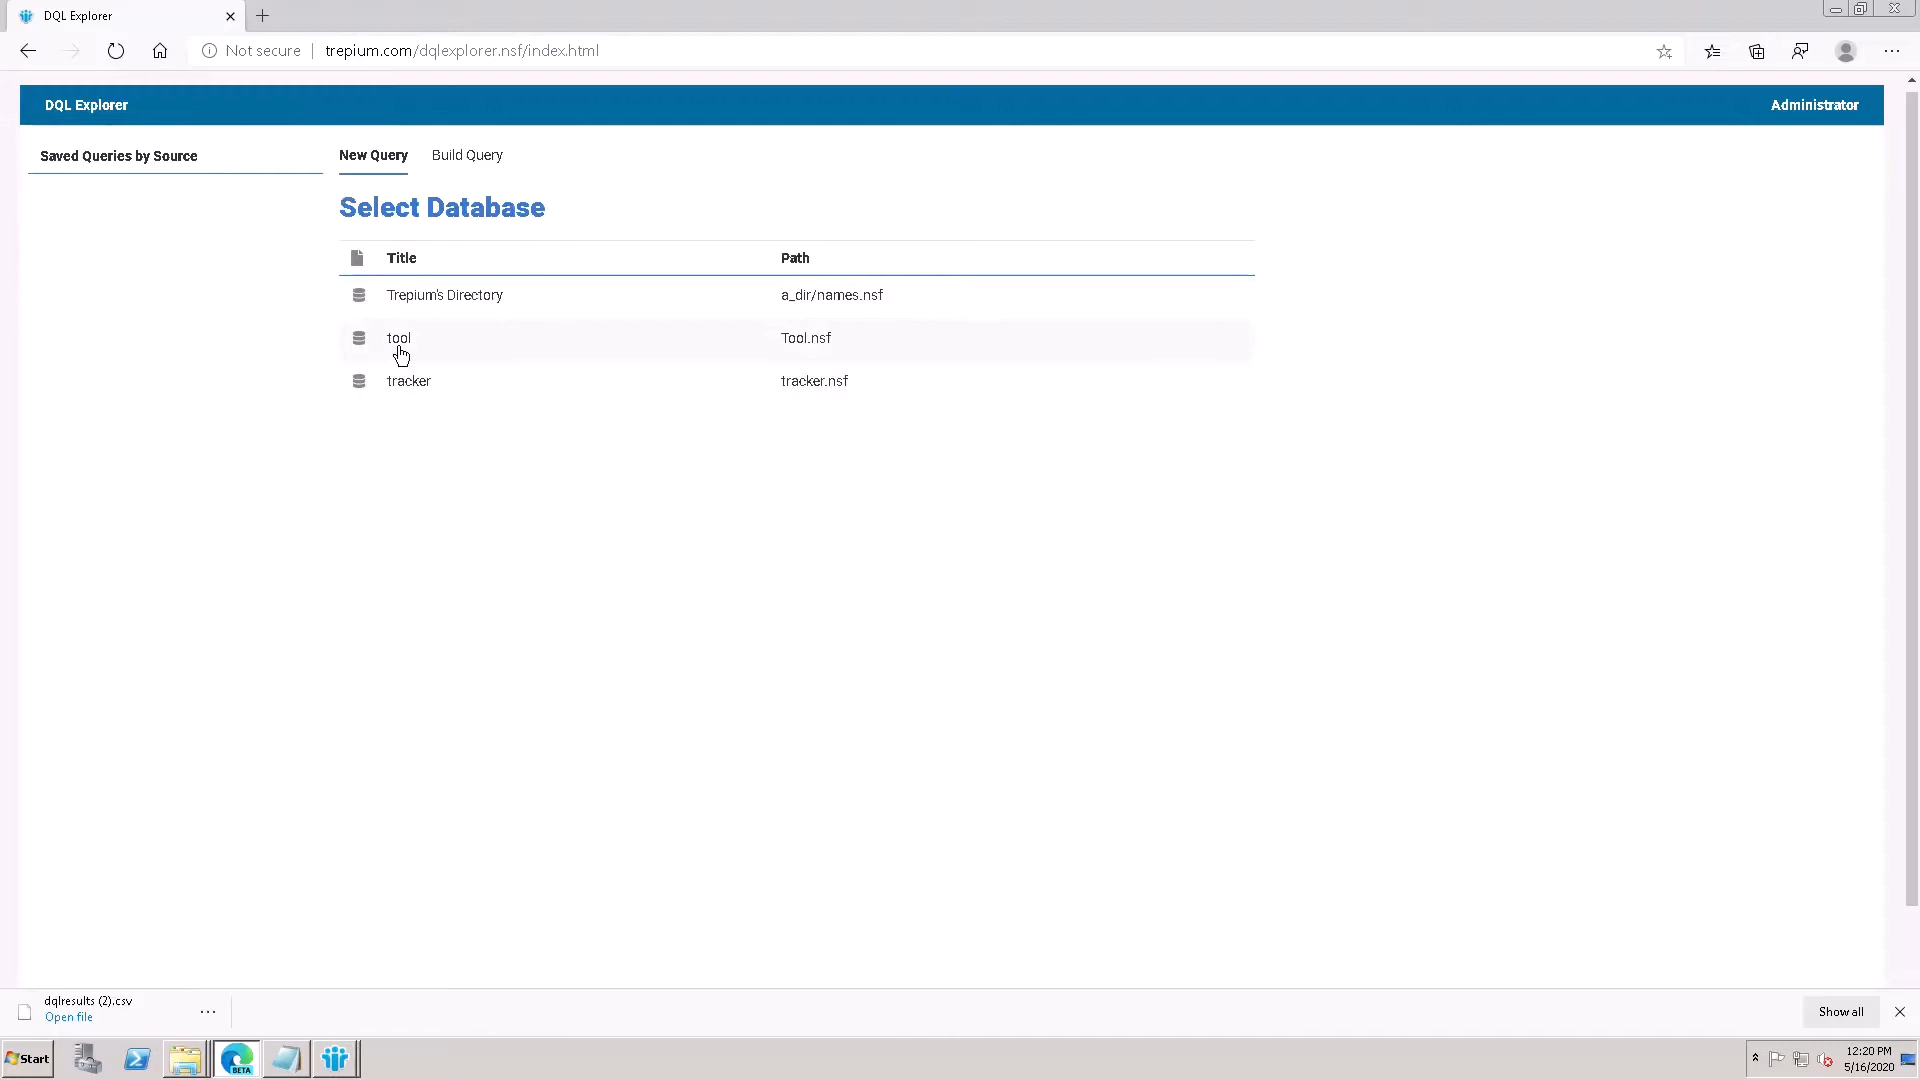 DQL Explorer
Not secure
trepium.com/dqlexplorer.nsf/index.html
DQL Explorer
Administrator
Saved Queries by Source
New Query
Build Query
Select Database
Title
Path
Trepium's Directory
a_dir/names.nsf
tool
Tool.nsf
tracker
tracker.nsf
dqlresults (2).csv
Open file
Show all
Start
BETA
12:20 PM
5/16/2020